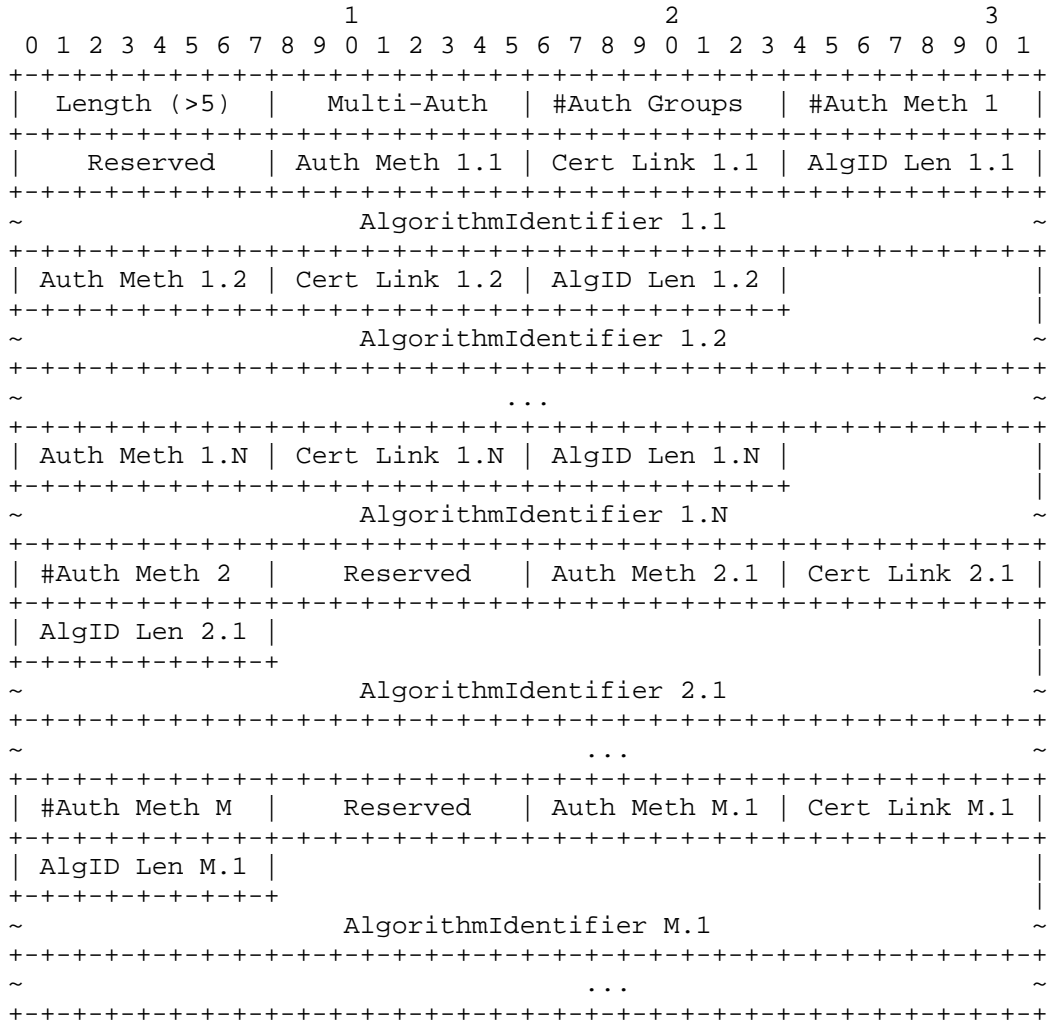 1                   2                   3
 0 1 2 3 4 5 6 7 8 9 0 1 2 3 4 5 6 7 8 9 0 1 2 3 4 5 6 7 8 9 0 1
+-+-+-+-+-+-+-+-+-+-+-+-+-+-+-+-+-+-+-+-+-+-+-+-+-+-+-+-+-+-+-+-+
|  Length (>5)  |   Multi-Auth  | #Auth Groups  | #Auth Meth 1  |
+-+-+-+-+-+-+-+-+-+-+-+-+-+-+-+-+-+-+-+-+-+-+-+-+-+-+-+-+-+-+-+-+
|    Reserved   | Auth Meth 1.1 | Cert Link 1.1 | AlgID Len 1.1 |
+-+-+-+-+-+-+-+-+-+-+-+-+-+-+-+-+-+-+-+-+-+-+-+-+-+-+-+-+-+-+-+-+
~                     AlgorithmIdentifier 1.1                   ~
+-+-+-+-+-+-+-+-+-+-+-+-+-+-+-+-+-+-+-+-+-+-+-+-+-+-+-+-+-+-+-+-+
| Auth Meth 1.2 | Cert Link 1.2 | AlgID Len 1.2 |               |
+-+-+-+-+-+-+-+-+-+-+-+-+-+-+-+-+-+-+-+-+-+-+-+-+               |
~                     AlgorithmIdentifier 1.2                   ~
+-+-+-+-+-+-+-+-+-+-+-+-+-+-+-+-+-+-+-+-+-+-+-+-+-+-+-+-+-+-+-+-+
~                              ...                              ~
+-+-+-+-+-+-+-+-+-+-+-+-+-+-+-+-+-+-+-+-+-+-+-+-+-+-+-+-+-+-+-+-+
| Auth Meth 1.N | Cert Link 1.N | AlgID Len 1.N |               |
+-+-+-+-+-+-+-+-+-+-+-+-+-+-+-+-+-+-+-+-+-+-+-+-+               |
~                     AlgorithmIdentifier 1.N                   ~
+-+-+-+-+-+-+-+-+-+-+-+-+-+-+-+-+-+-+-+-+-+-+-+-+-+-+-+-+-+-+-+-+
| #Auth Meth 2  |    Reserved   | Auth Meth 2.1 | Cert Link 2.1 |
+-+-+-+-+-+-+-+-+-+-+-+-+-+-+-+-+-+-+-+-+-+-+-+-+-+-+-+-+-+-+-+-+
| AlgID Len 2.1 |                                               |
+-+-+-+-+-+-+-+-+                                               |
~                     AlgorithmIdentifier 2.1                   ~
+-+-+-+-+-+-+-+-+-+-+-+-+-+-+-+-+-+-+-+-+-+-+-+-+-+-+-+-+-+-+-+-+
~                                   ...                         ~
+-+-+-+-+-+-+-+-+-+-+-+-+-+-+-+-+-+-+-+-+-+-+-+-+-+-+-+-+-+-+-+-+
| #Auth Meth M  |    Reserved   | Auth Meth M.1 | Cert Link M.1 |
+-+-+-+-+-+-+-+-+-+-+-+-+-+-+-+-+-+-+-+-+-+-+-+-+-+-+-+-+-+-+-+-+
| AlgID Len M.1 |                                               |
+-+-+-+-+-+-+-+-+                                               |
~                    AlgorithmIdentifier M.1                    ~
+-+-+-+-+-+-+-+-+-+-+-+-+-+-+-+-+-+-+-+-+-+-+-+-+-+-+-+-+-+-+-+-+
~                                   ...                         ~
+-+-+-+-+-+-+-+-+-+-+-+-+-+-+-+-+-+-+-+-+-+-+-+-+-+-+-+-+-+-+-+-+